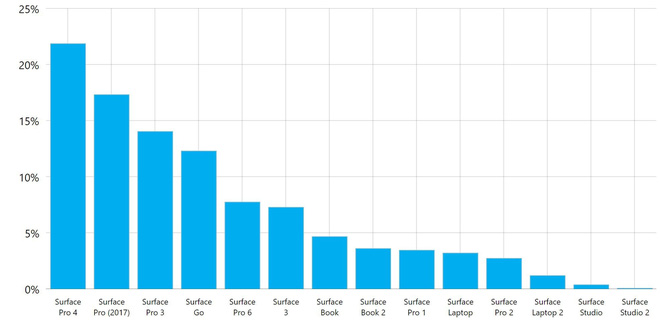 25%
20%
15%
10%
5%
0%
Surface Pro 4
Surface Pro (2017)
Surface Pro 3
Surface Go
Surface Pro 6
Surface 3
Surface Book
Surface Book 2
Surface Pro 1
Surface Laptop
Surface Pro 2
Surface Laptop 2
Surface Studio
Surface Studio 2